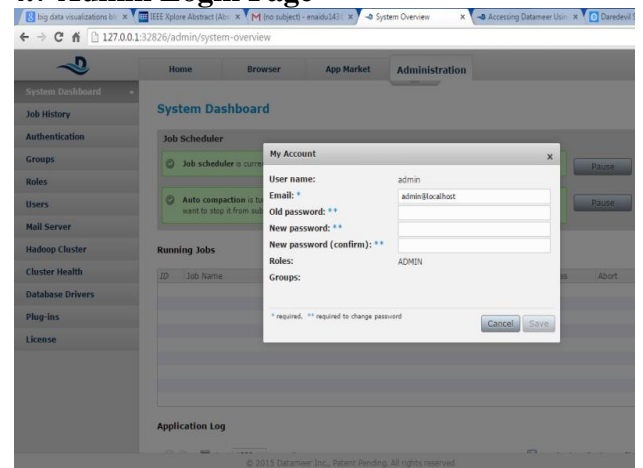 Admin Login Page
big data visualizations bi
IEEE Xplore Abstract (Abs
(no subject) - enaidu143
System Overview
Accessing Datameer Usin
Daredevil S
127.0.0.1:32826/admin/system-overview
Home Browser App Market Administration
System Dashboard
Job History
Authentication
Groups
Roles
Users
Mail Server
Hadoop Cluster
Cluster Health
Database Drivers
Plug-ins
License
System Dashboard
Job Scheduler
Job scheduler is curre
Pause
Auto compaction is tu
want to stop it from sub
Pause
Running Jobs
ID Job Name
Abort
My Account x
User name: admin
Email: * admin@localhost
Old password: **
New password: **
New password (confirm): **
Roles: ADMIN
Groups:
* required, ** required to change password
Cancel Save
Application Log
© 2015 Datameer Inc., Patent Pending. All rights reserved